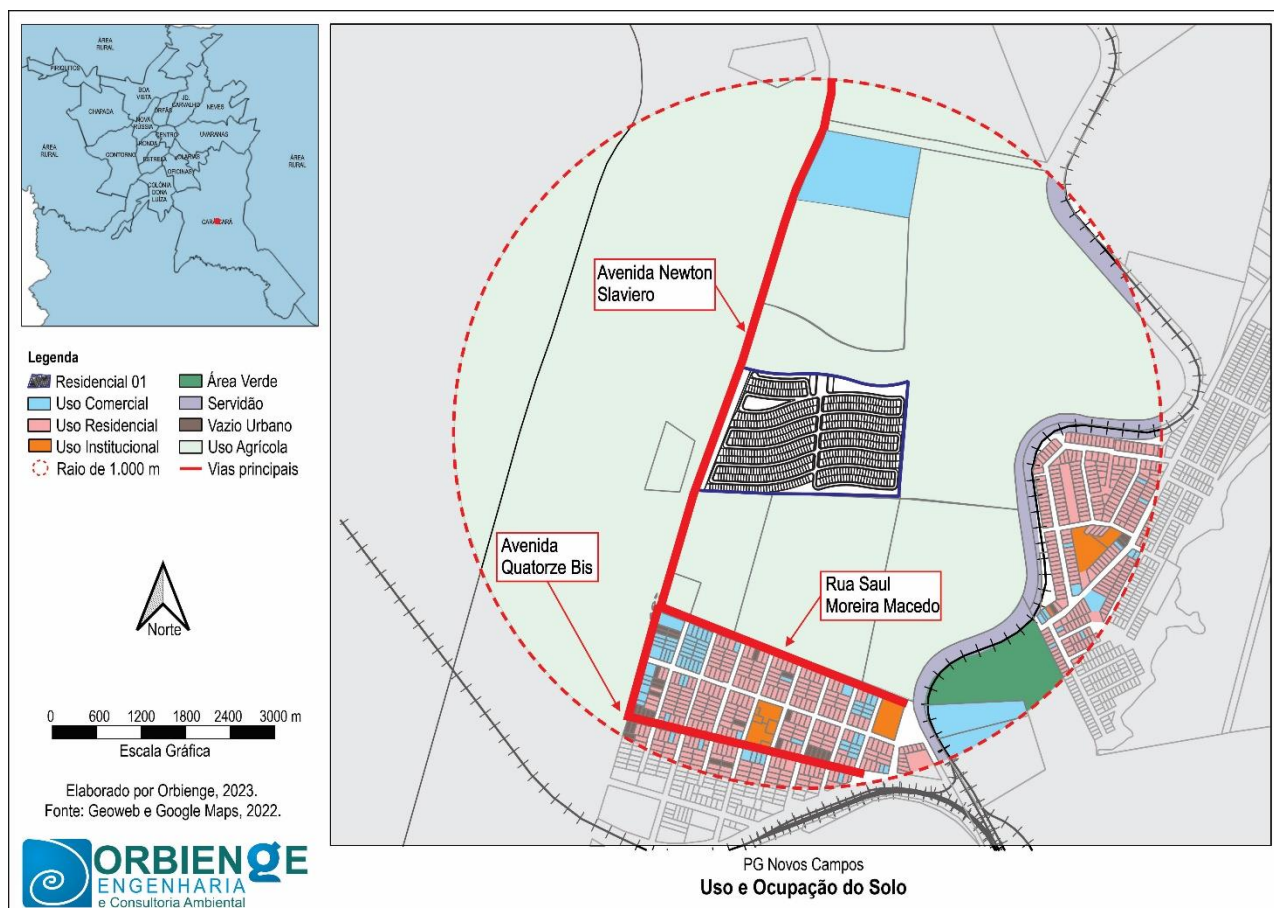 ÁREA
RURAL
PIRIQUITOS
BOA
VISTA
JD.
CARVALHO
CHAPADA
ÓRFÃS
NEVES
NOVA
RÚSSIA
CENTRO
UVARANAS
ÁREA
RURAL
RONDA
CONTORNO
ESTRELA
OLARIAS
ÁREA
RURAL
OFICINAS
COLÔNIA
DONA
LUÍZA
CARÁ-CARÁ
Legenda
Residencial 01
Uso Comercial
Uso Residencial
Uso Institucional
Raio de 1.000 m
Área Verde
Servidão
Vazio Urbano
Uso Agrícola
Vias principais
Norte
0 600 1200 1800 2400 3000 m
Escala Gráfica
Elaborado por Orbienge, 2023.
Fonte: Geoweb e Google Maps, 2022.
ORBIENGE
ENGENHARIA
e Consultoria Ambiental
Avenida Newton
Slaviero
Avenida
Quatorze Bis
Rua Saul
Moreira Macedo
PG Novos Campos
Uso e Ocupação do Solo